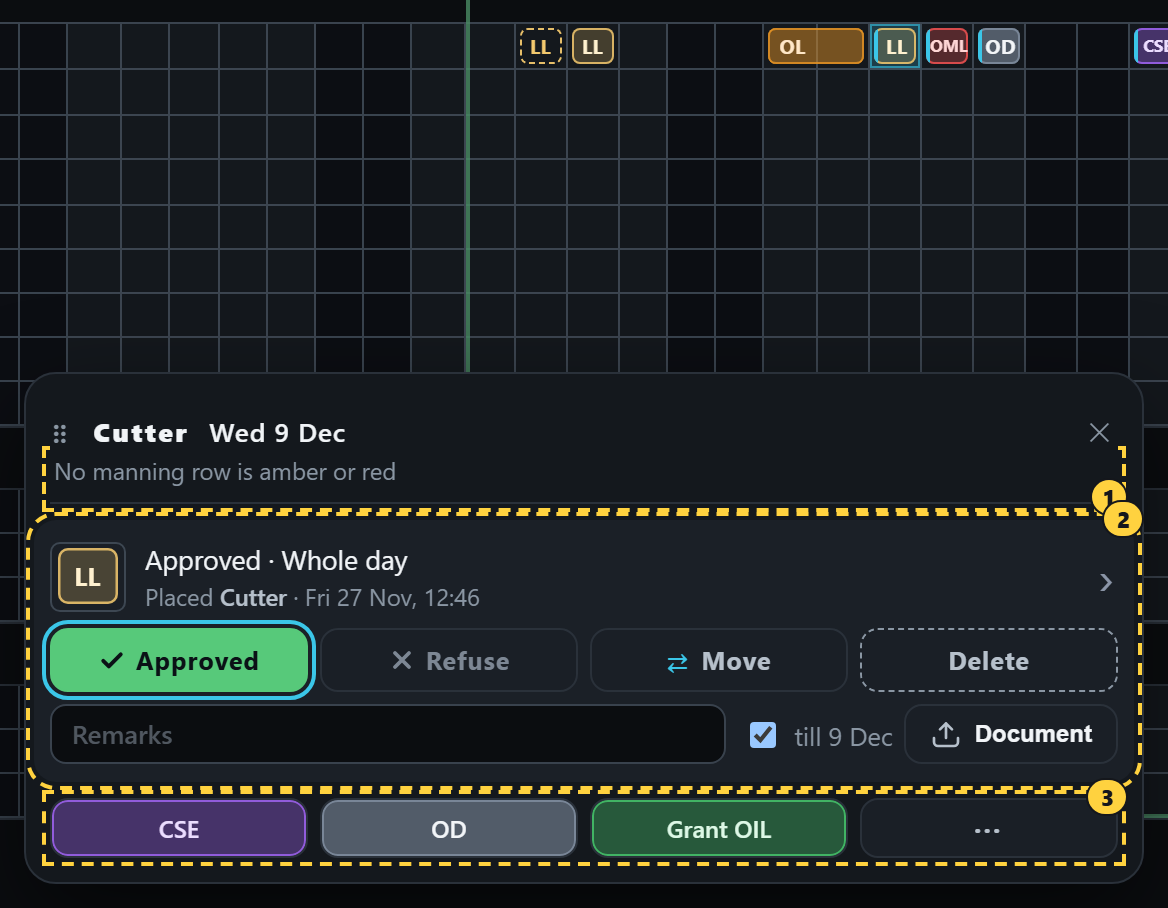 LL LL OL LL OML OD CSE
Cutter Wed 9 Dec
No manning row is amber or red
1
2
LL Approved · Whole day
Placed Cutter · Fri 27 Nov, 12:46
Approved Refuse Move Delete
Remarks till 9 Dec Document
3
CSE OD Grant OIL ...